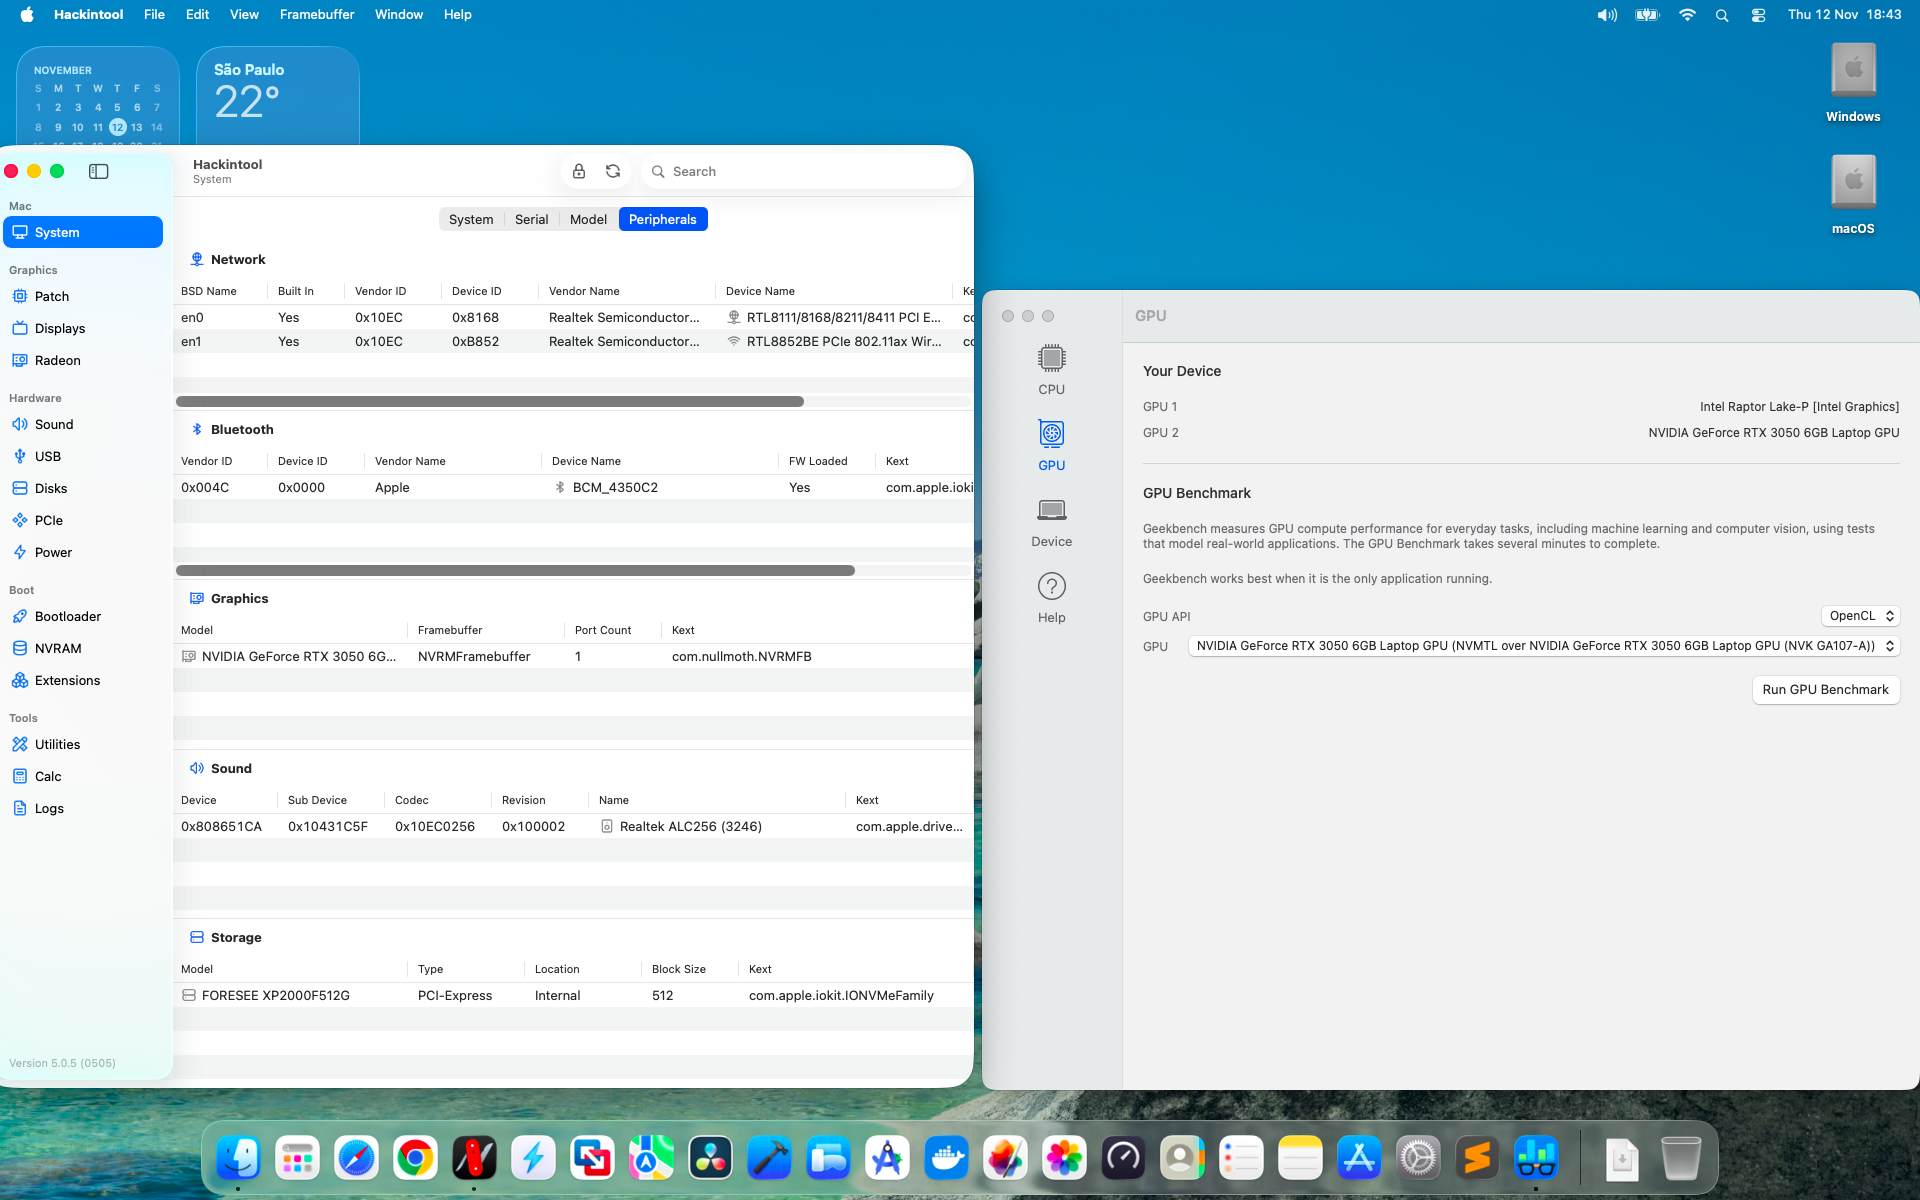 Hackintool File Edit View Framebuffer Window Help
Thu 12 Nov 18:43
NOVEMBER
S M T W T F S
1 2 3 4 5 6 7
8 9 10 11 12 13 14
São Paulo
22°
Windows
macOS
Hackintool
System
Search
Mac
System
Graphics
Patch
Displays
Radeon
Hardware
Sound
USB
Disks
PCIe
Power
Boot
Bootloader
NVRAM
Extensions
Tools
Utilities
Calc
Logs
Version 5.0.5 (0505)
System Serial Model Peripherals
Network
BSD Name Built In Vendor ID Device ID Vendor Name Device Name Ke
en0 Yes 0x10EC 0x8168 Realtek Semiconductor... RTL8111/8168/8211/8411 PCI E... co
en1 Yes 0x10EC 0xB852 Realtek Semiconductor... RTL8852BE PCIe 802.11ax Wir... co
Bluetooth
Vendor ID Device ID Vendor Name Device Name FW Loaded Kext
0x004C 0x0000 Apple BCM_4350C2 Yes com.apple.ioki
Graphics
Model Framebuffer Port Count Kext
NVIDIA GeForce RTX 3050 6G... NVRMFramebuffer 1 com.nullmoth.NVRMFB
Sound
Device Sub Device Codec Revision Name Kext
0x808651CA 0x10431C5F 0x10EC0256 0x100002 Realtek ALC256 (3246) com.apple.drive...
Storage
Model Type Location Block Size Kext
FORESEE XP2000F512G PCI-Express Internal 512 com.apple.iokit.IONVMeFamily
CPU
GPU
Device
Help
GPU
Your Device
GPU 1 Intel Raptor Lake-P [Intel Graphics]
GPU 2 NVIDIA GeForce RTX 3050 6GB Laptop GPU
GPU Benchmark
Geekbench measures GPU compute performance for everyday tasks, including machine learning and computer vision, using tests
that model real-world applications. The GPU Benchmark takes several minutes to complete.
Geekbench works best when it is the only application running.
GPU API OpenCL
GPU NVIDIA GeForce RTX 3050 6GB Laptop GPU (NVMTL over NVIDIA GeForce RTX 3050 6GB Laptop GPU (NVK GA107-A))
Run GPU Benchmark